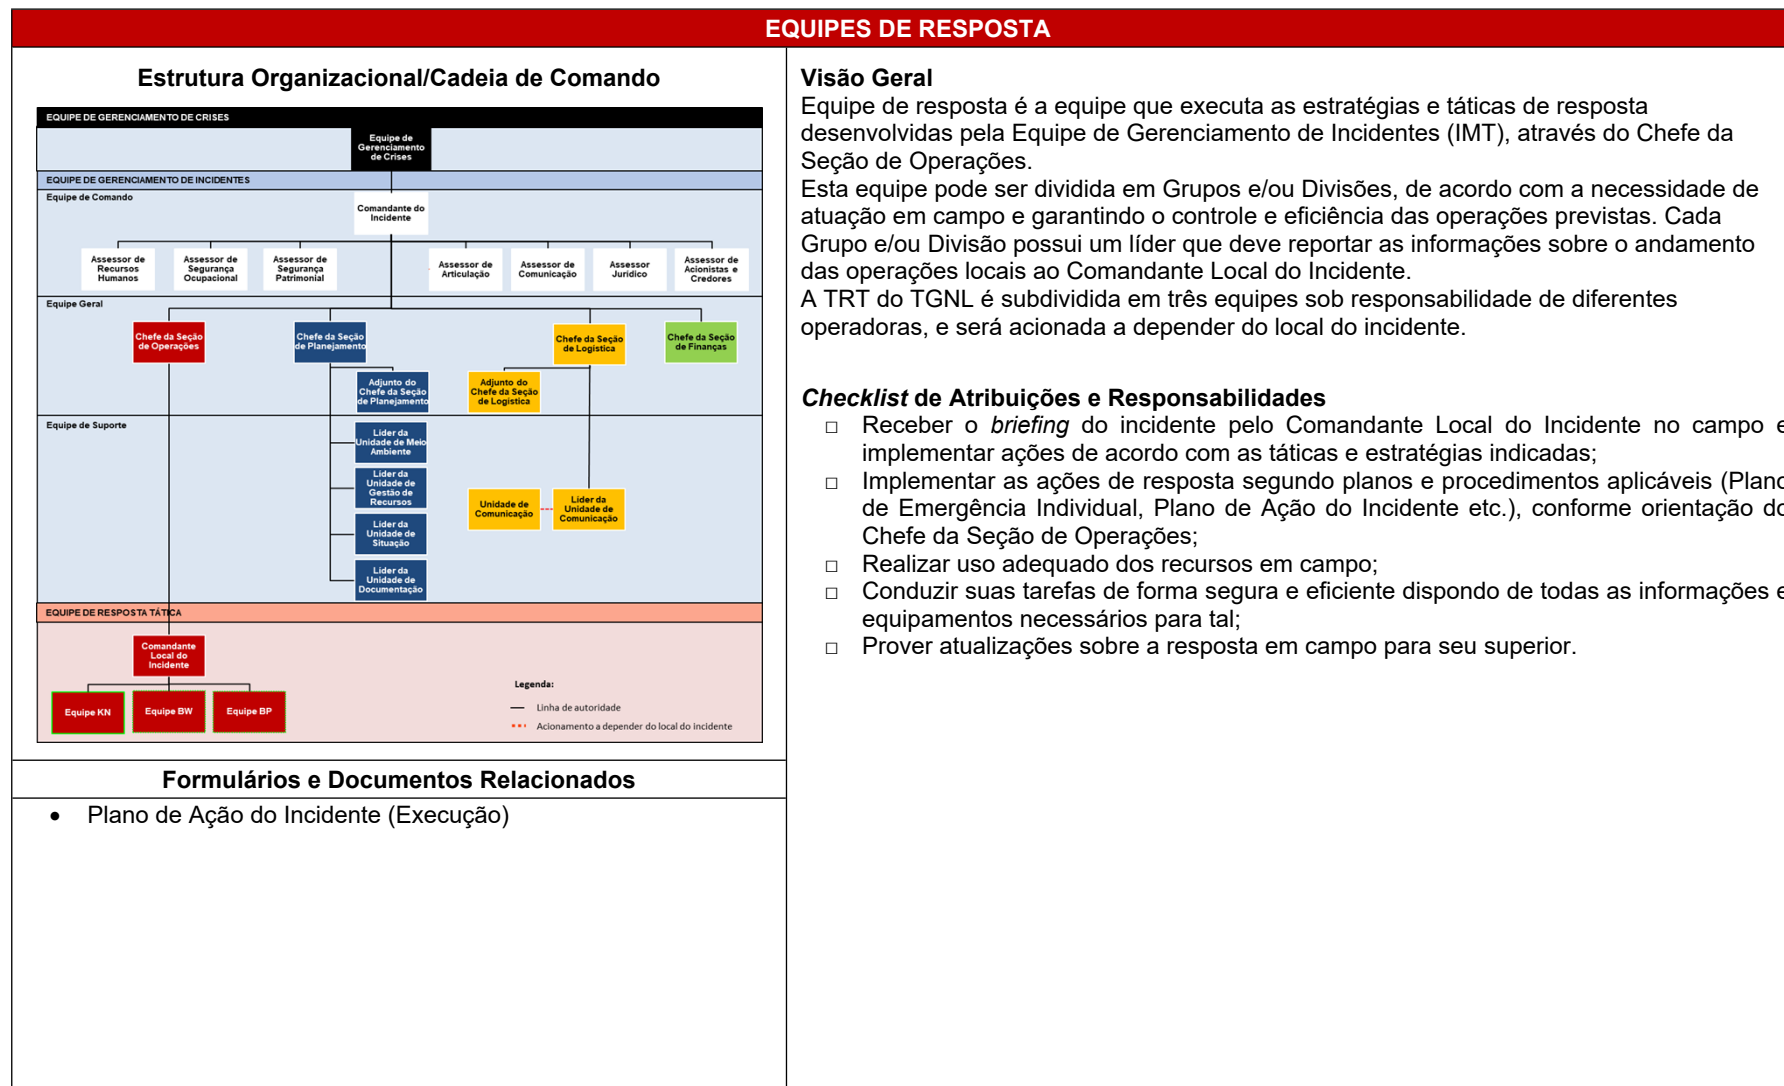 EQUIPES DE RESPOSTA
Estrutura Organizacional/Cadeia de Comando
EQUIPE DE GERENCIAMENTO DE CRISES
Equipe de
Gerenciamento
de Crises
EQUIPE DE GERENCIAMENTO DE INCIDENTES
Equipe de Comando
Comandante do
Incidente
Assessor de
Recursos
Humanos
Assessor de
Segurança
Ocupacional
Assessor de
Segurança
Patrimonial
Assessor de
Articulação
Assessor de
Comunicação
Assessor
Jurídico
Assessor de
Acionistas e
Credores
Equipe Geral
Chefe da Seção
de Operações
Chefe da Seção
de Planejamento
Chefe da Seção
de Logística
Chefe da Seção
de Finanças
Adjunto do
Chefe da Seção
de Planejamento
Adjunto do
Chefe da Seção
de Logística
Equipe de Suporte
Líder da
Unidade de Meio
Ambiente
Líder da
Unidade de
Gestão de
Recursos
Líder da
Unidade de
Situação
Líder da
Unidade de
Documentação
Unidade de
Comunicação
Líder da
Unidade de
Comunicação
EQUIPE DE RESPOSTA TÁTICA
Comandante
Local do
Incidente
Equipe KN
Equipe BW
Equipe BP
Legenda:
Linha de autoridade
Acionamento a depender do local do incidente
Formulários e Documentos Relacionados
• Plano de Ação do Incidente (Execução)
Visão Geral
Equipe de resposta é a equipe que executa as estratégias e táticas de resposta
desenvolvidas pela Equipe de Gerenciamento de Incidentes (IMT), através do Chefe da
Seção de Operações.
Esta equipe pode ser dividida em Grupos e/ou Divisões, de acordo com a necessidade de
atuação em campo e garantindo o controle e eficiência das operações previstas. Cada
Grupo e/ou Divisão possui um líder que deve reportar as informações sobre o andamento
das operações locais ao Comandante Local do Incidente.
A TRT do TGNL é subdividida em três equipes sob responsabilidade de diferentes
operadoras, e será acionada a depender do local do incidente.
Checklist de Atribuições e Responsabilidades
□ Receber o briefing do incidente pelo Comandante Local do Incidente no campo e
implementar ações de acordo com as táticas e estratégias indicadas;
□ Implementar as ações de resposta segundo planos e procedimentos aplicáveis (Plano
de Emergência Individual, Plano de Ação do Incidente etc.), conforme orientação do
Chefe da Seção de Operações;
□ Realizar uso adequado dos recursos em campo;
□ Conduzir suas tarefas de forma segura e eficiente dispondo de todas as informações e
equipamentos necessários para tal;
□ Prover atualizações sobre a resposta em campo para seu superior.